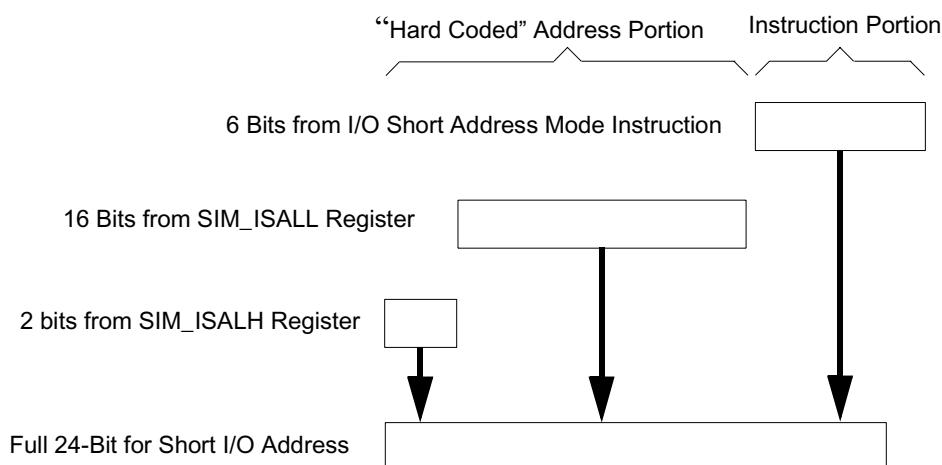 “Hard Coded” Address Portion
Instruction Portion
6 Bits from I/O Short Address Mode Instruction
16 Bits from SIM_ISALL Register
2 bits from SIM_ISALH Register
Full 24-Bit for Short I/O Address